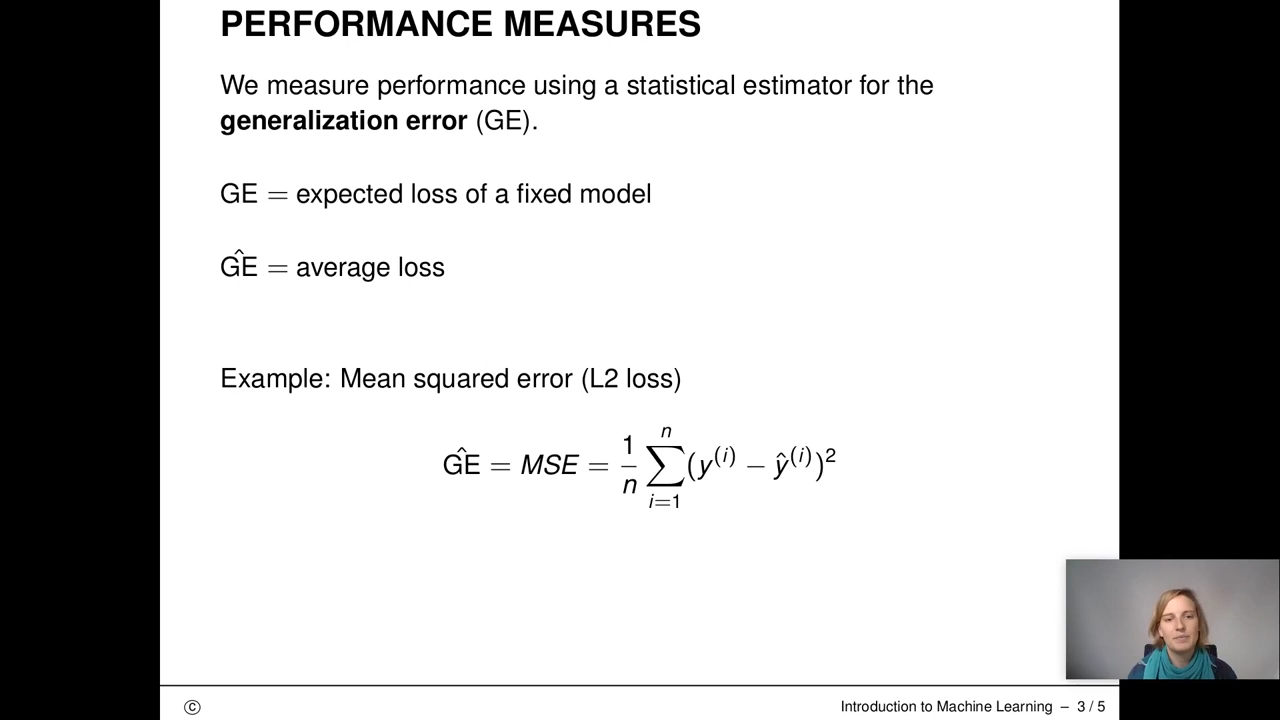 PERFORMANCE MEASURES
We measure performance using a statistical estimator for the
generalization error (GE).
GE = expected loss of a fixed model
GÊ = average loss
Example: Mean squared error (L2 loss)
GÊ = MSE = \frac{1}{n} \sum_{i=1}^{n} (y^{(i)} − ŷ^{(i)})^2
© Introduction to Machine Learning – 3 / 5